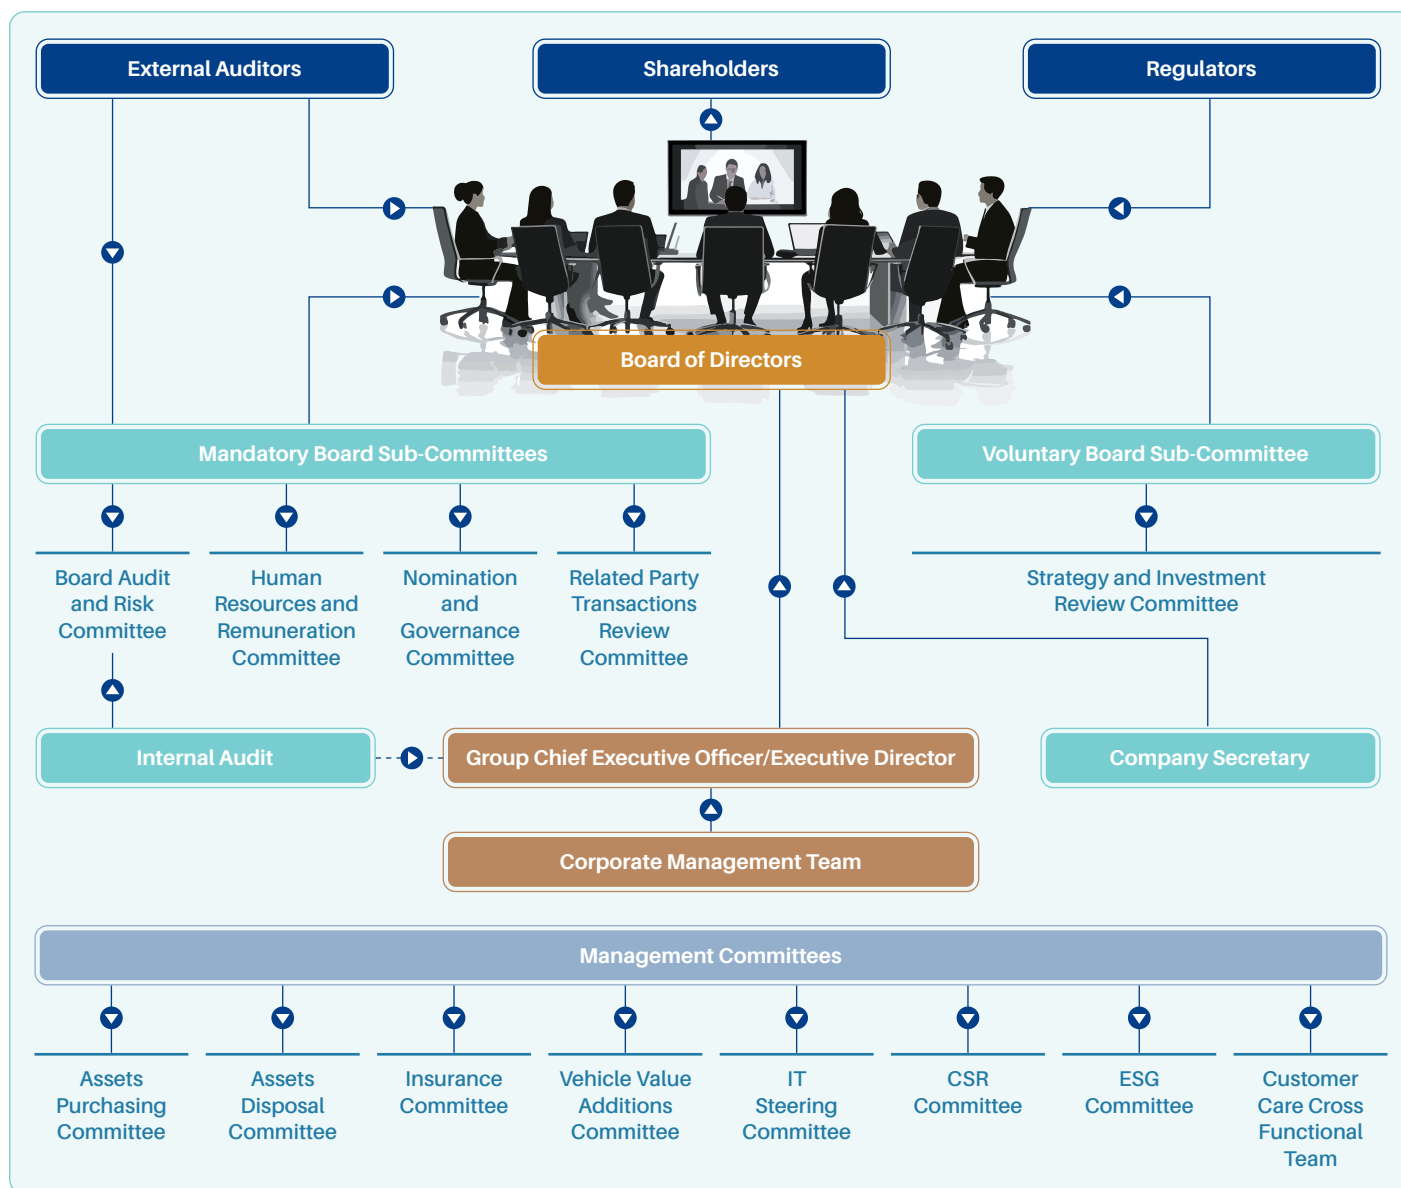 External Auditors
Shareholders
Regulators
Board of Directors
Mandatory Board Sub-Committees
Voluntary Board Sub-Committee
Board Audit
and Risk
Committee
Human
Resources and
Remuneration
Committee
Nomination
and
Governance
Committee
Related Party
Transactions
Review
Committee
Strategy and Investment
Review Committee
Internal Audit
Group Chief Executive Officer/Executive Director
Company Secretary
Corporate Management Team
Management Committees
Assets
Purchasing
Committee
Assets
Disposal
Committee
Insurance
Committee
Vehicle Value
Additions
Committee
IT
Steering
Committee
CSR
Committee
ESG
Committee
Customer
Care Cross
Functional
Team